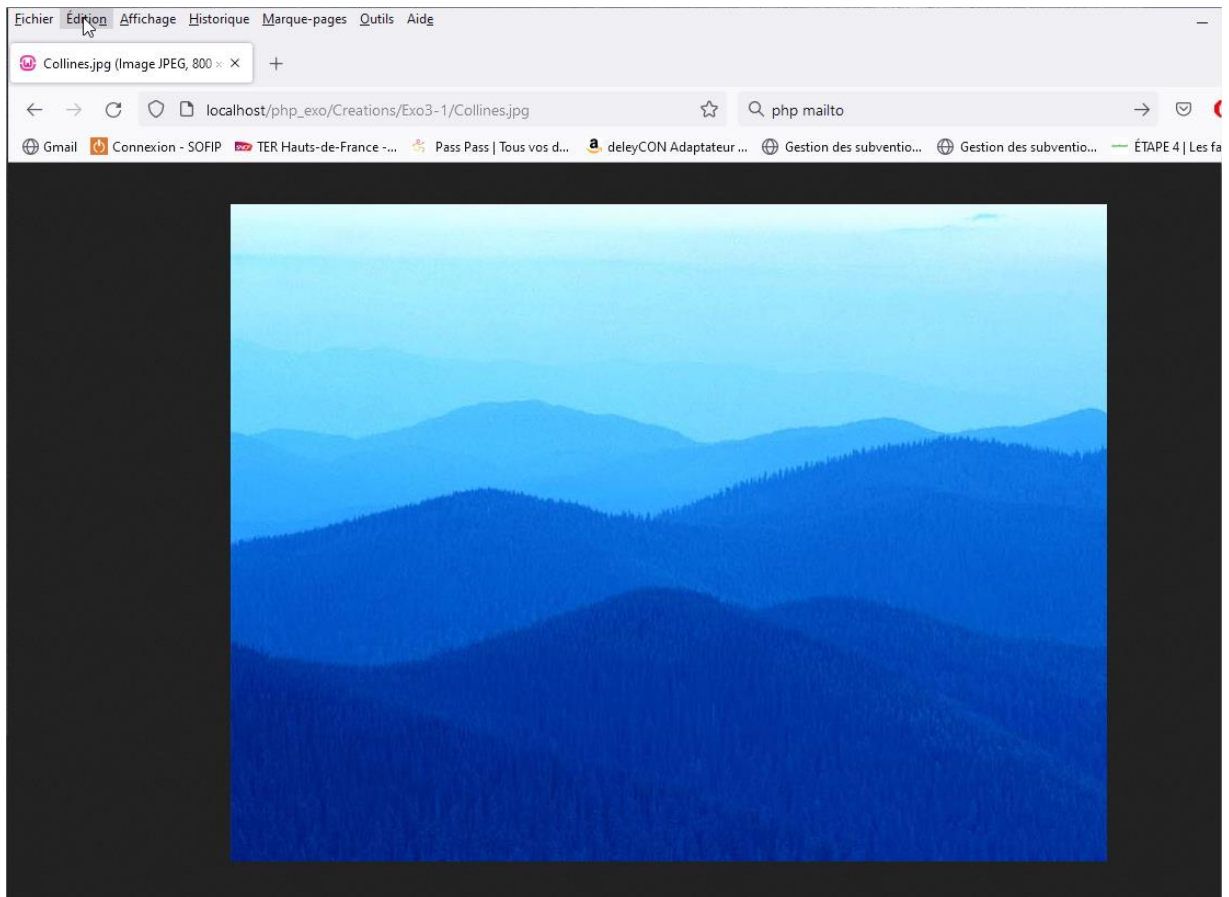 Fichier Édition Affichage Historique Marque-pages Outils Aide
Collines.jpg (Image JPEG, 800 ×
localhost/php_exo/Creations/Exo3-1/Collines.jpg php mailto
Gmail Connexion - SOFIP TER Hauts-de-France -... Pass Pass | Tous vos d... deleyCON Adaptateur ... Gestion des subventio... Gestion des subventio... ÉTAPE 4 | Les fa